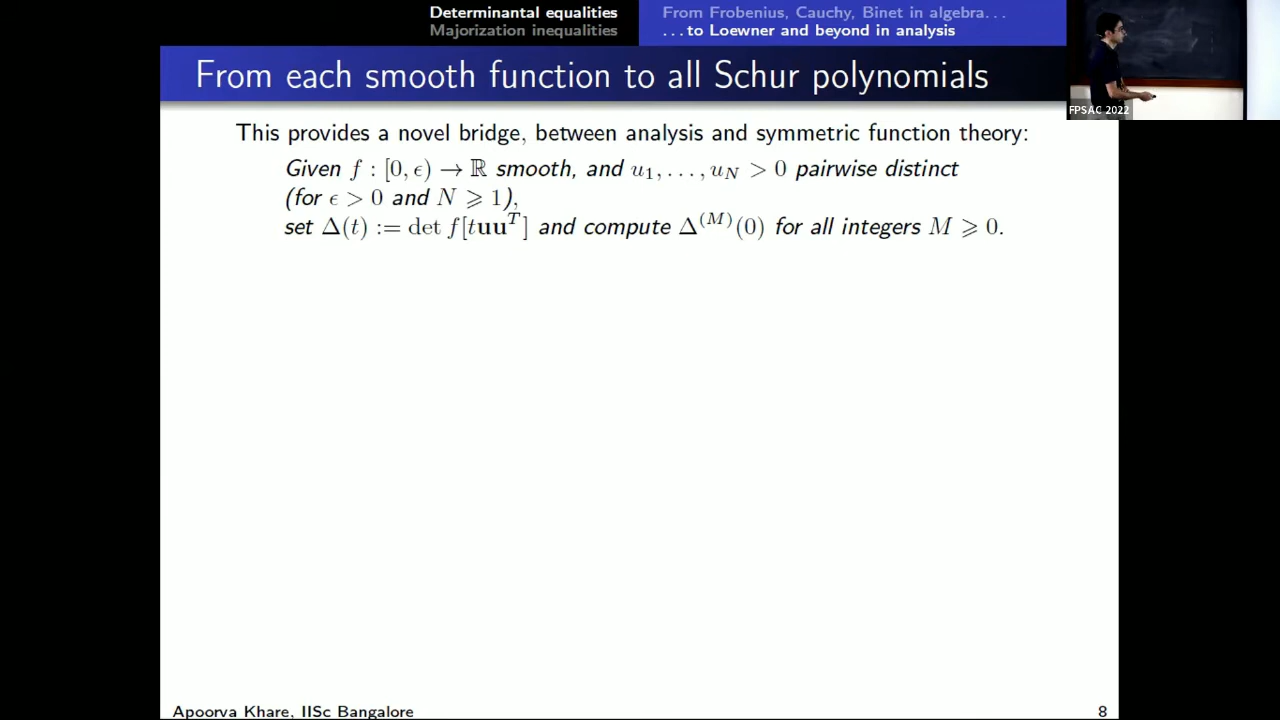 Determinantal equalities
Majorization inequalities
From Frobenius, Cauchy, Binet in algebra...
...to Loewner and beyond in analysis
From each smooth function to all Schur polynomials
FPSAC 2022
This provides a novel bridge, between analysis and symmetric function theory:
Given f : [0, ϵ) → ℝ smooth, and u₁, . . . , u_N > 0 pairwise distinct
(for ϵ > 0 and N ⩾ 1),
set Δ(t) := det f[tuuᵀ] and compute Δ⁽ᴹ⁾(0) for all integers M ⩾ 0.
Apoorva Khare, IISc Bangalore
8